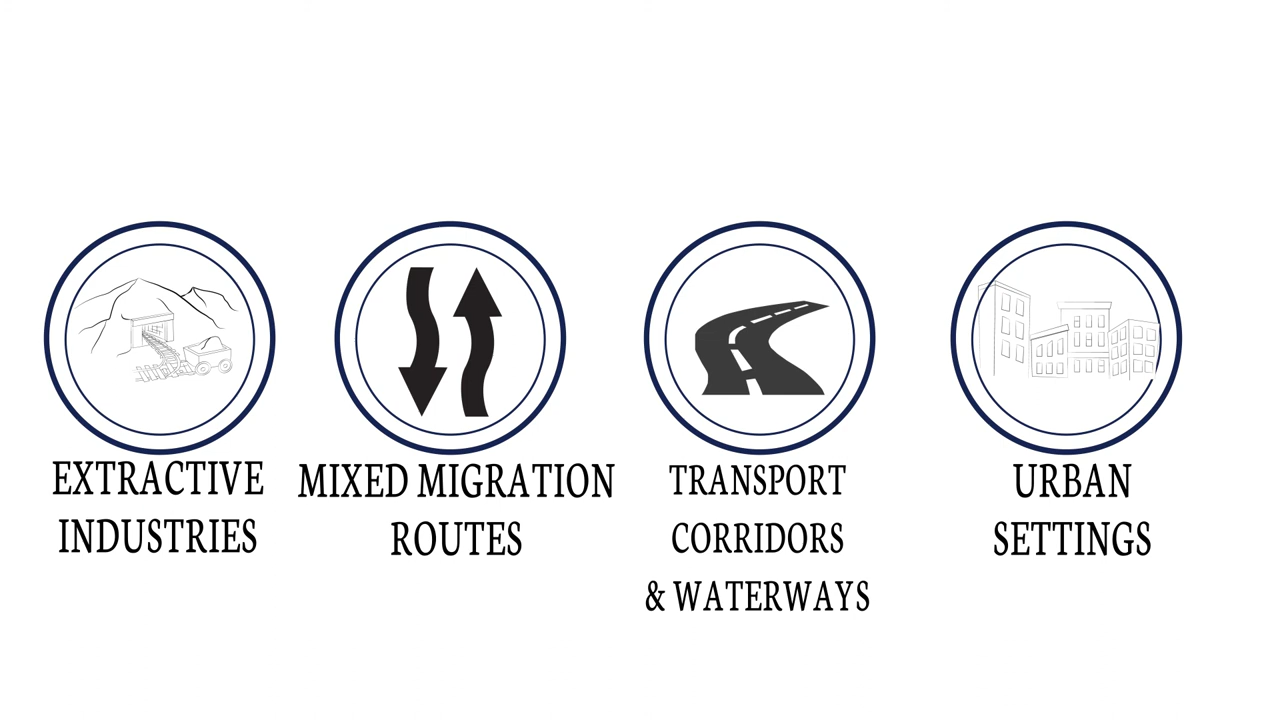 EXTRACTIVE
INDUSTRIES
MIXED MIGRATION
ROUTES
TRANSPORT
CORRIDORS
& WATERWAYS
URBAN
SETTINGS